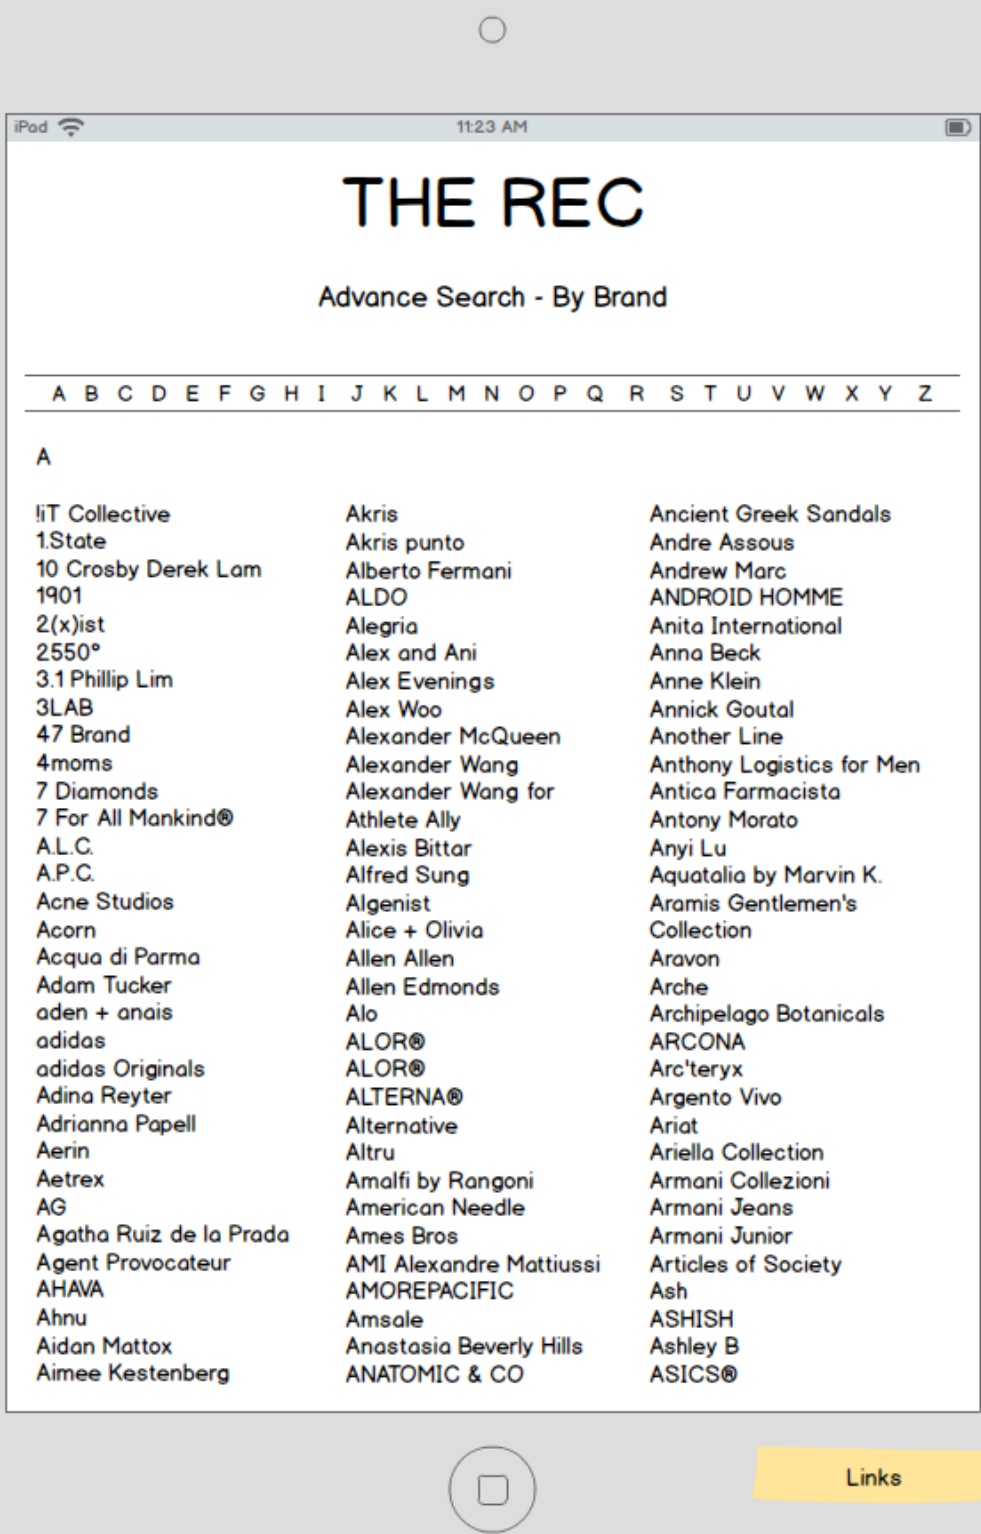 iPad
11:23 AM
THE REC
Advance Search - By Brand
A B C D E F G H I J K L M N O P Q R S T U V W X Y Z
A
!iT Collective
1.State
10 Crosby Derek Lam
1901
2(x)ist
2550°
3.1 Phillip Lim
3LAB
47 Brand
4moms
7 Diamonds
7 For All Mankind®
A.L.C.
A.P.C.
Acne Studios
Acorn
Acqua di Parma
Adam Tucker
aden + anais
adidas
adidas Originals
Adina Reyter
Adrianna Papell
Aerin
Aetrex
AG
Agatha Ruiz de la Prada
Agent Provocateur
AHAVA
Ahnu
Aidan Mattox
Aimee Kestenberg
Akris
Akris punto
Alberto Fermani
ALDO
Alegria
Alex and Ani
Alex Evenings
Alex Woo
Alexander McQueen
Alexander Wang
Alexander Wang for
Athlete Ally
Alexis Bittar
Alfred Sung
Algenist
Alice + Olivia
Allen Allen
Allen Edmonds
Alo
ALOR®
ALOR®
ALTERNA®
Alternative
Altru
Amalfi by Rangoni
American Needle
Ames Bros
AMI Alexandre Mattiussi
AMOREPACIFIC
Amsale
Anastasia Beverly Hills
ANATOMIC & CO
Ancient Greek Sandals
Andre Assous
Andrew Marc
ANDROID HOMME
Anita International
Anna Beck
Anne Klein
Annick Goutal
Another Line
Anthony Logistics for Men
Antica Farmacista
Antony Morato
Anyi Lu
Aquatalia by Marvin K.
Aramis Gentlemen's
Collection
Aravon
Arche
Archipelago Botanicals
ARCONA
Arc'teryx
Argento Vivo
Ariat
Ariella Collection
Armani Collezioni
Armani Jeans
Armani Junior
Articles of Society
Ash
ASHISH
Ashley B
ASICS®
Links